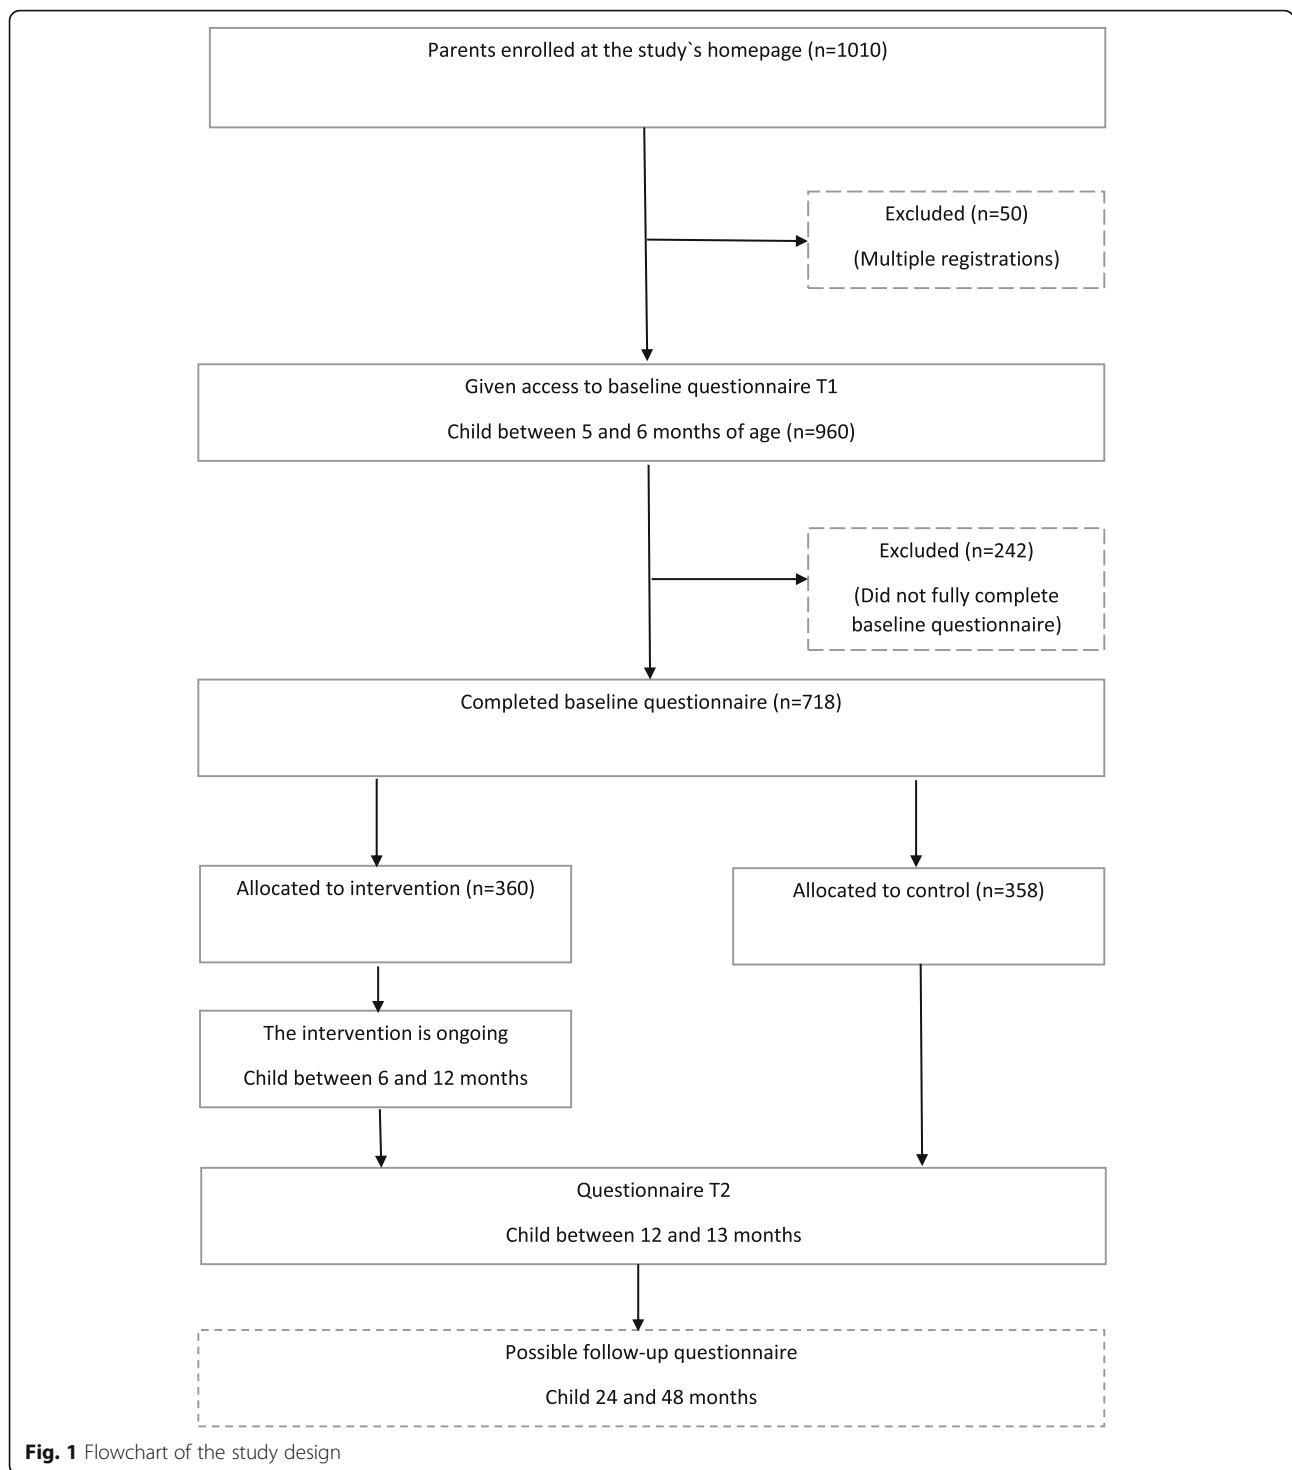 Parents enrolled at the study`s homepage (n=1010)
Excluded (n=50)
(Multiple registrations)
Given access to baseline questionnaire T1
Child between 5 and 6 months of age (n=960)
Excluded (n=242)
(Did not fully complete
baseline questionnaire)
Completed baseline questionnaire (n=718)
Allocated to intervention (n=360)
Allocated to control (n=358)
The intervention is ongoing
Child between 6 and 12 months
Questionnaire T2
Child between 12 and 13 months
Possible follow-up questionnaire
Child 24 and 48 months
Fig. 1 Flowchart of the study design